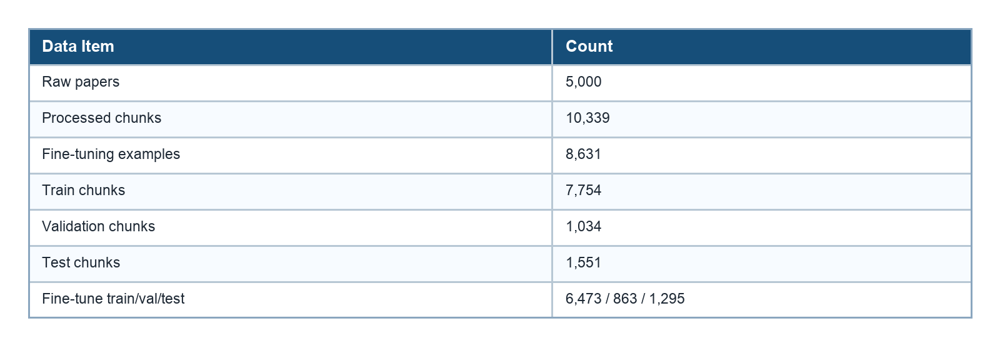 Data Item Count
Raw papers 5,000
Processed chunks 10,339
Fine-tuning examples 8,631
Train chunks 7,754
Validation chunks 1,034
Test chunks 1,551
Fine-tune train/val/test 6,473 / 863 / 1,295